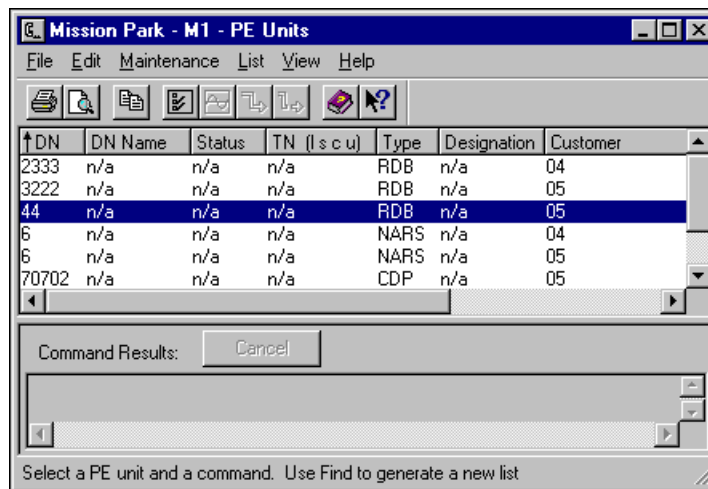 Mission Park - M1 - PE Units
File Edit Maintenance List View Help
DN DN Name Status TN (l s c u) Type Designation Customer
2333 n/a n/a n/a RDB n/a 04
3222 n/a n/a n/a RDB n/a 05
44 n/a n/a n/a RDB n/a 05
6 n/a n/a n/a NARS n/a 04
6 n/a n/a n/a NARS n/a 05
70702 n/a n/a n/a CDP n/a 05
Command Results: Cancel
Select a PE unit and a command. Use Find to generate a new list